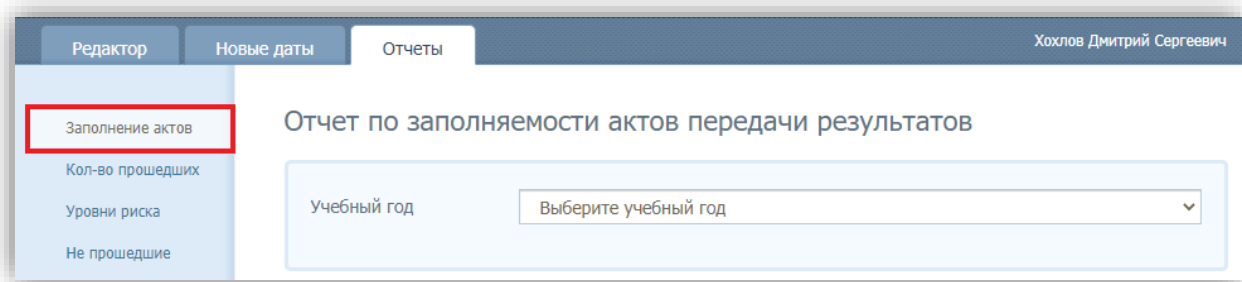 Редактор
Новые даты
Отчеты
Хохлов Дмитрий Сергеевич
Заполнение актов
Кол-во прошедших
Уровни риска
Не прошедшие
Отчет по заполняемости актов передачи результатов
Учебный год
Выберите учебный год